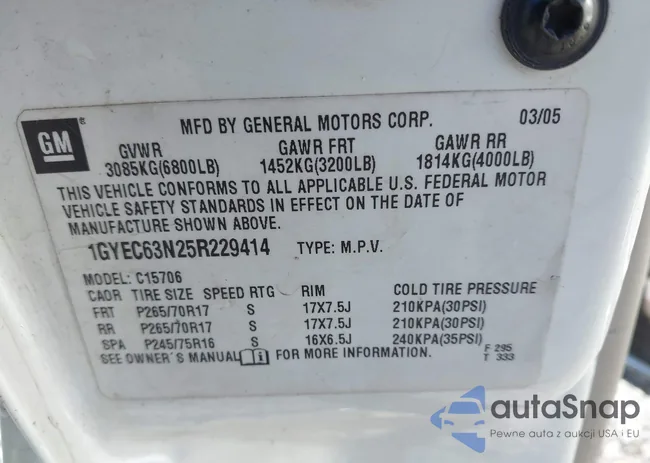 MFD BY GENERAL MOTORS CORP. 03/05
GM ®
GVWR GAWR FRT GAWR RR
3085KG(6800LB) 1452KG(3200LB) 1814KG(4000LB)
THIS VEHICLE CONFORMS TO ALL APPLICABLE U.S. FEDERAL MOTOR
VEHICLE SAFETY STANDARDS IN EFFECT ON THE DATE OF
MANUFACTURE SHOWN ABOVE.
1GYEC63N25R229414 TYPE: M.P.V.
MODEL: C15706
CAOR TIRE SIZE SPEED RTG RIM COLD TIRE PRESSURE
FRT P265/70R17 S 17X7.5J 210KPA(30PSI)
RR P265/70R17 S 17X7.5J 210KPA(30PSI)
SPA P245/75R16 S 16X6.5J 240KPA(35PSI)
SEE OWNER'S MANUAL i FOR MORE INFORMATION.
F 295
T 333
autaSnap
Pewne auta z aukcji USA i EU